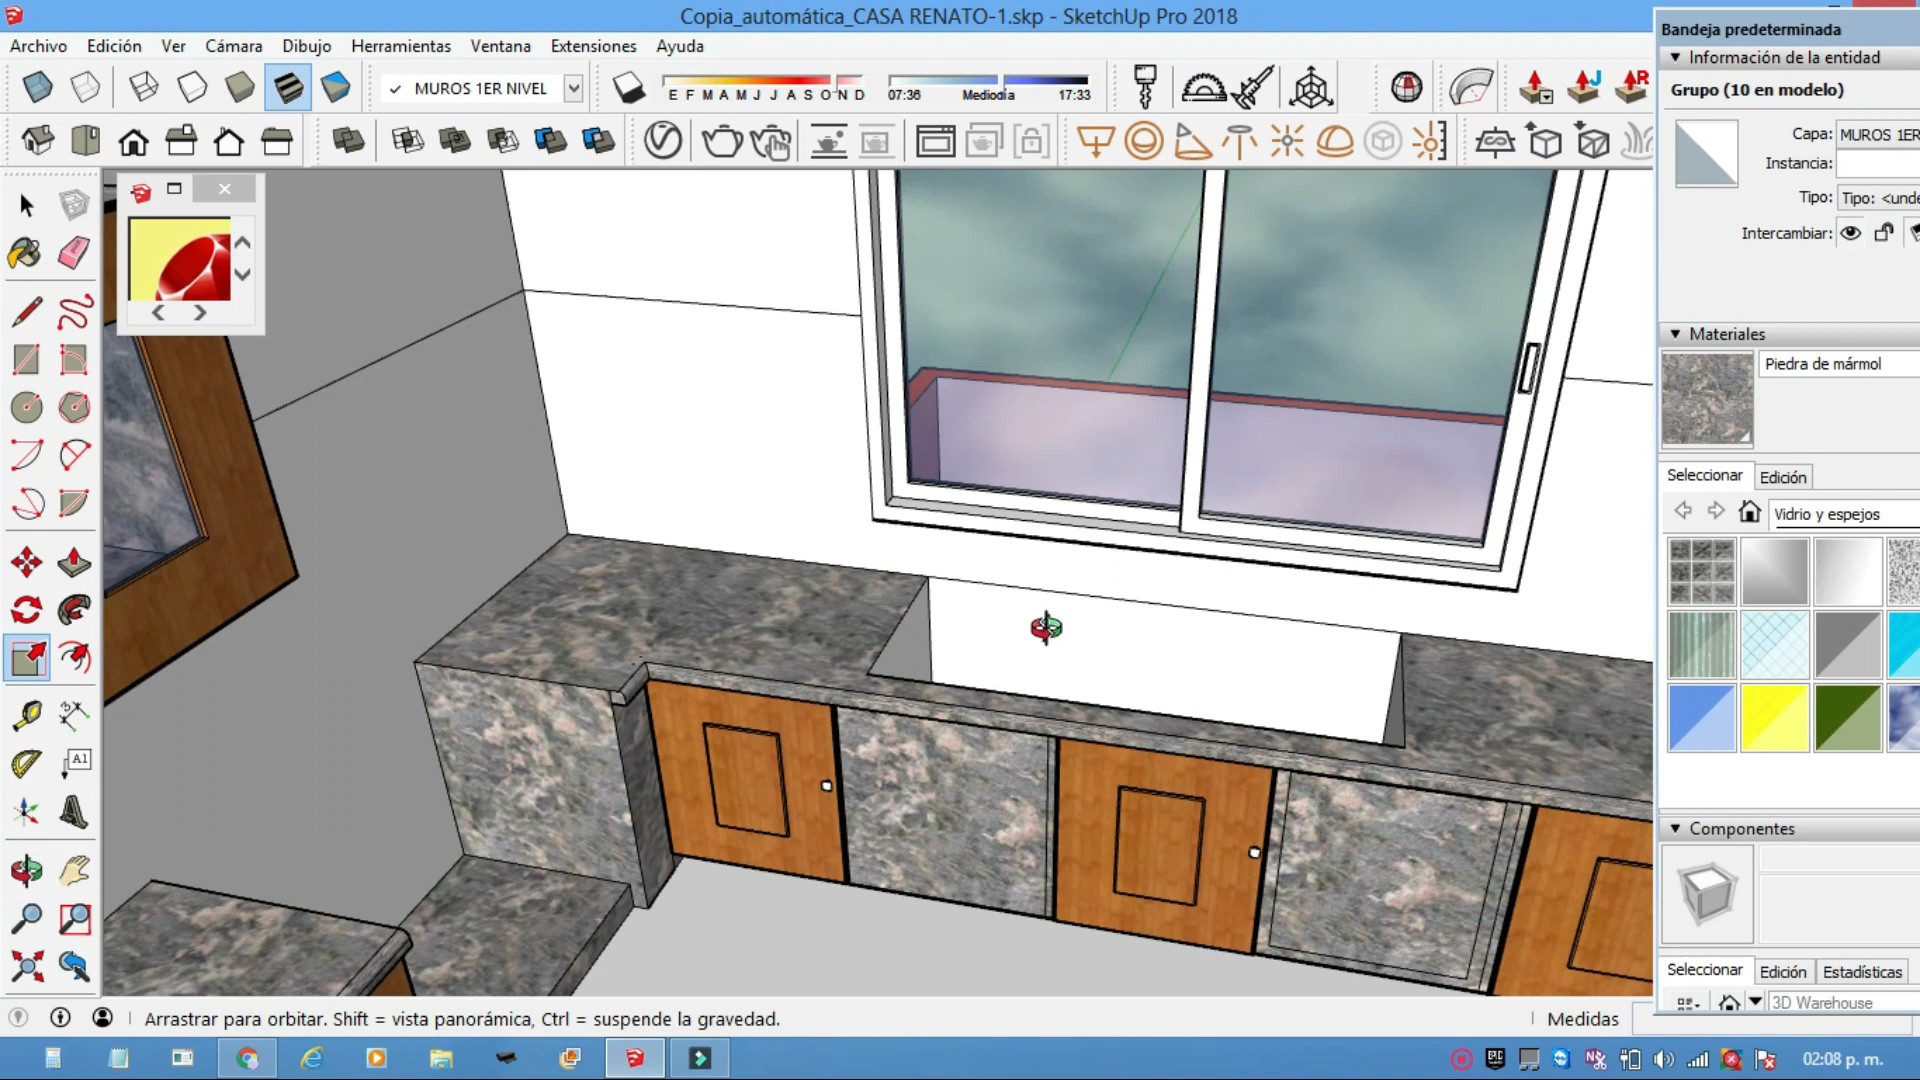 Copia_automática_CASA RENATO-1.skp - SketchUp Pro 2018
Archivo Edición Ver Cámara Dibujo Herramientas Ventana Extensiones Ayuda
MUROS 1ER NIVEL
E F M A M J J A S O N D
07:36 Mediodía 17:33
Bandeja predeterminada
Información de la entidad
Grupo (10 en modelo)
Capa: MUROS 1ER
Instancia:
Tipo: Tipo: <unde
Intercambiar:
Materiales
Piedra de mármol
Seleccionar Edición
Vidrio y espejos
Componentes
Seleccionar Edición Estadísticas
3D Warehouse
Arrastrar para orbitar. Shift = vista panorámica, Ctrl = suspende la gravedad.
Medidas
02:08 p. m.